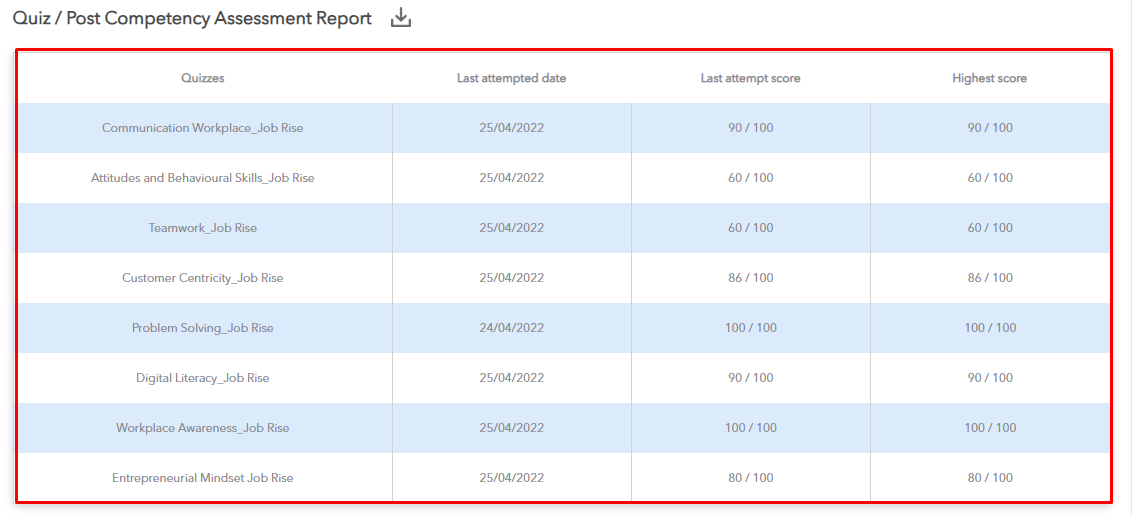 Quiz / Post Competency Assessment Report
Quizzes Last attempted date Last attempt score Highest score
Communication Workplace_Job Rise 25/04/2022 90 / 100 90 / 100
Attitudes and Behavioural Skills_Job Rise 25/04/2022 60 / 100 60 / 100
Teamwork_Job Rise 25/04/2022 60 / 100 60 / 100
Customer Centricity_Job Rise 25/04/2022 86 / 100 86 / 100
Problem Solving_Job Rise 24/04/2022 100 / 100 100 / 100
Digital Literacy_Job Rise 25/04/2022 90 / 100 90 / 100
Workplace Awareness_Job Rise 25/04/2022 100 / 100 100 / 100
Entrepreneurial Mindset Job Rise 25/04/2022 80 / 100 80 / 100